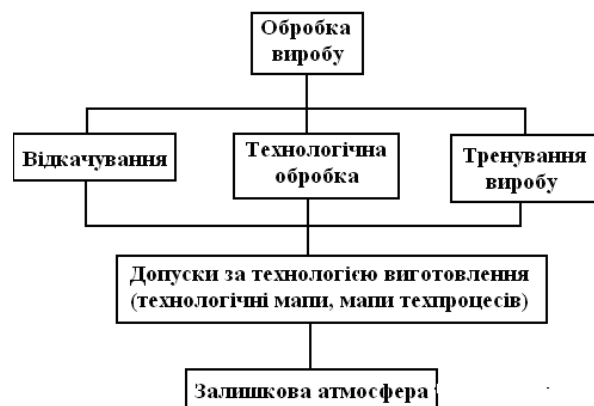 Обробка
виробу
Відкачування
Технологічна
обробка
Тренування
виробу
Допуски за технологією виготовлення
(технологічні мапи, мапи техпроцесів)
Залишкова атмосфера